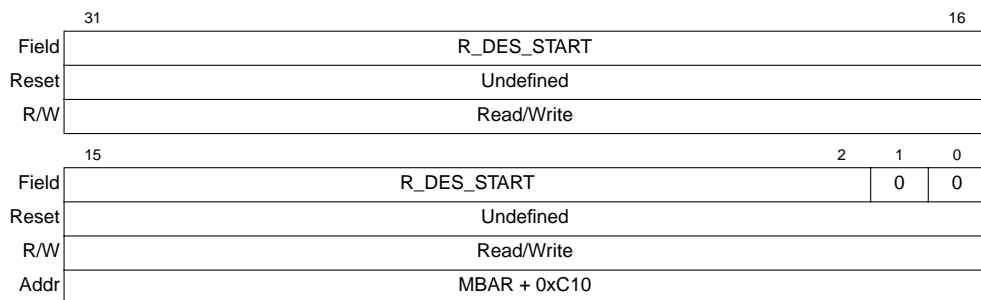 31 16
Field R_DES_START
Reset Undefined
R/W Read/Write
15 2 1 0
Field R_DES_START 0 0
Reset Undefined
R/W Read/Write
Addr MBAR + 0xC10